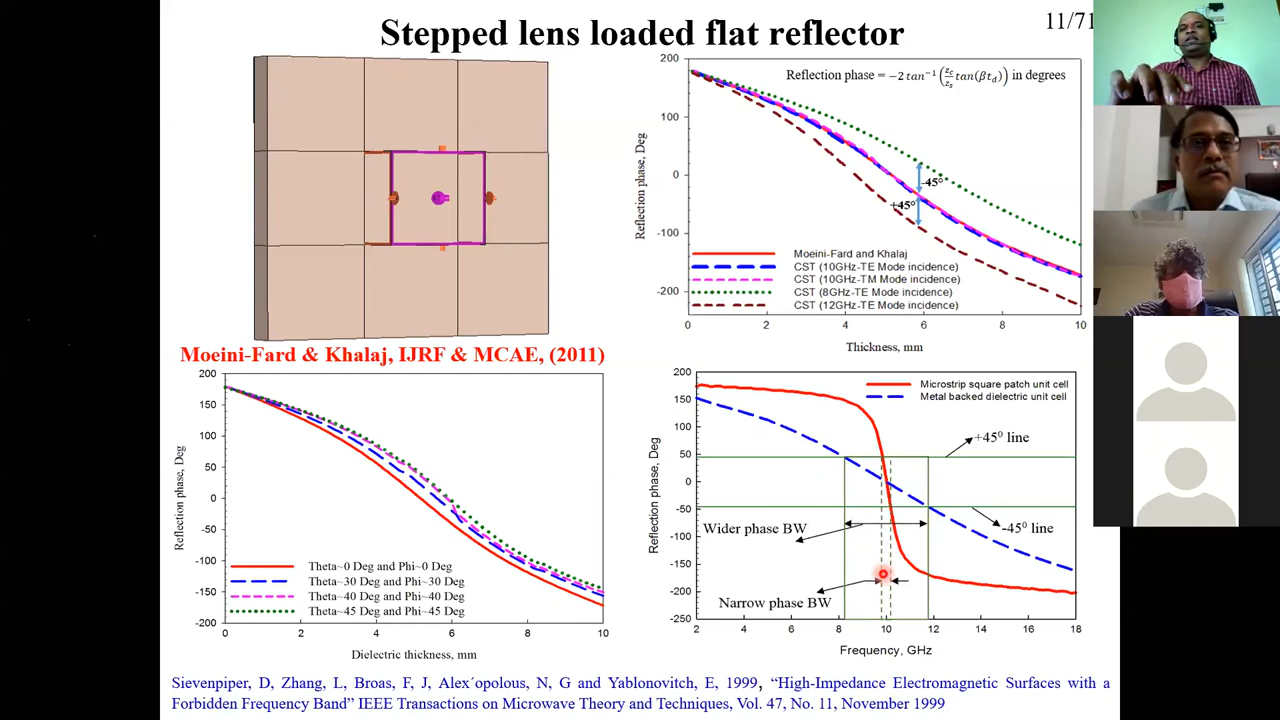 Stepped lens loaded flat reflector
11/71
Reflection phase = −2 tan⁻¹ (z_c/z_s tan(βt_d)) in degrees
200
100
0
-100
-200
Reflection phase, Deg
-45°
+45°
Moeini-Fard and Khalaj
CST (10GHz-TE Mode incidence)
CST (10GHz-TM Mode incidence)
CST (8GHz-TE Mode incidence)
CST (12GHz-TE Mode incidence)
0 2 4 6 8 10
Thickness, mm
Moeini-Fard & Khalaj, IJRF & MCAE, (2011)
200
150
100
50
0
-50
-100
-150
-200
Reflection phase, Deg
Theta~0 Deg and Phi~0 Deg
Theta~30 Deg and Phi~30 Deg
Theta~40 Deg and Phi~40 Deg
Theta~45 Deg and Phi~45 Deg
0 2 4 6 8 10
Dielectric thickness, mm
200
150
100
50
0
-50
-100
-150
-200
-250
Reflection phase, Deg
Microstrip square patch unit cell
Metal backed dielectric unit cell
+45⁰ line
-45⁰ line
Wider phase BW
Narrow phase BW
2 4 6 8 10 12 14 16 18
Frequency, GHz
Sievenpiper, D, Zhang, L, Broas, F, J, Alex´opolous, N, G and Yablonovitch, E, 1999, “High-Impedance Electromagnetic Surfaces with a
Forbidden Frequency Band” IEEE Transactions on Microwave Theory and Techniques, Vol. 47, No. 11, November 1999